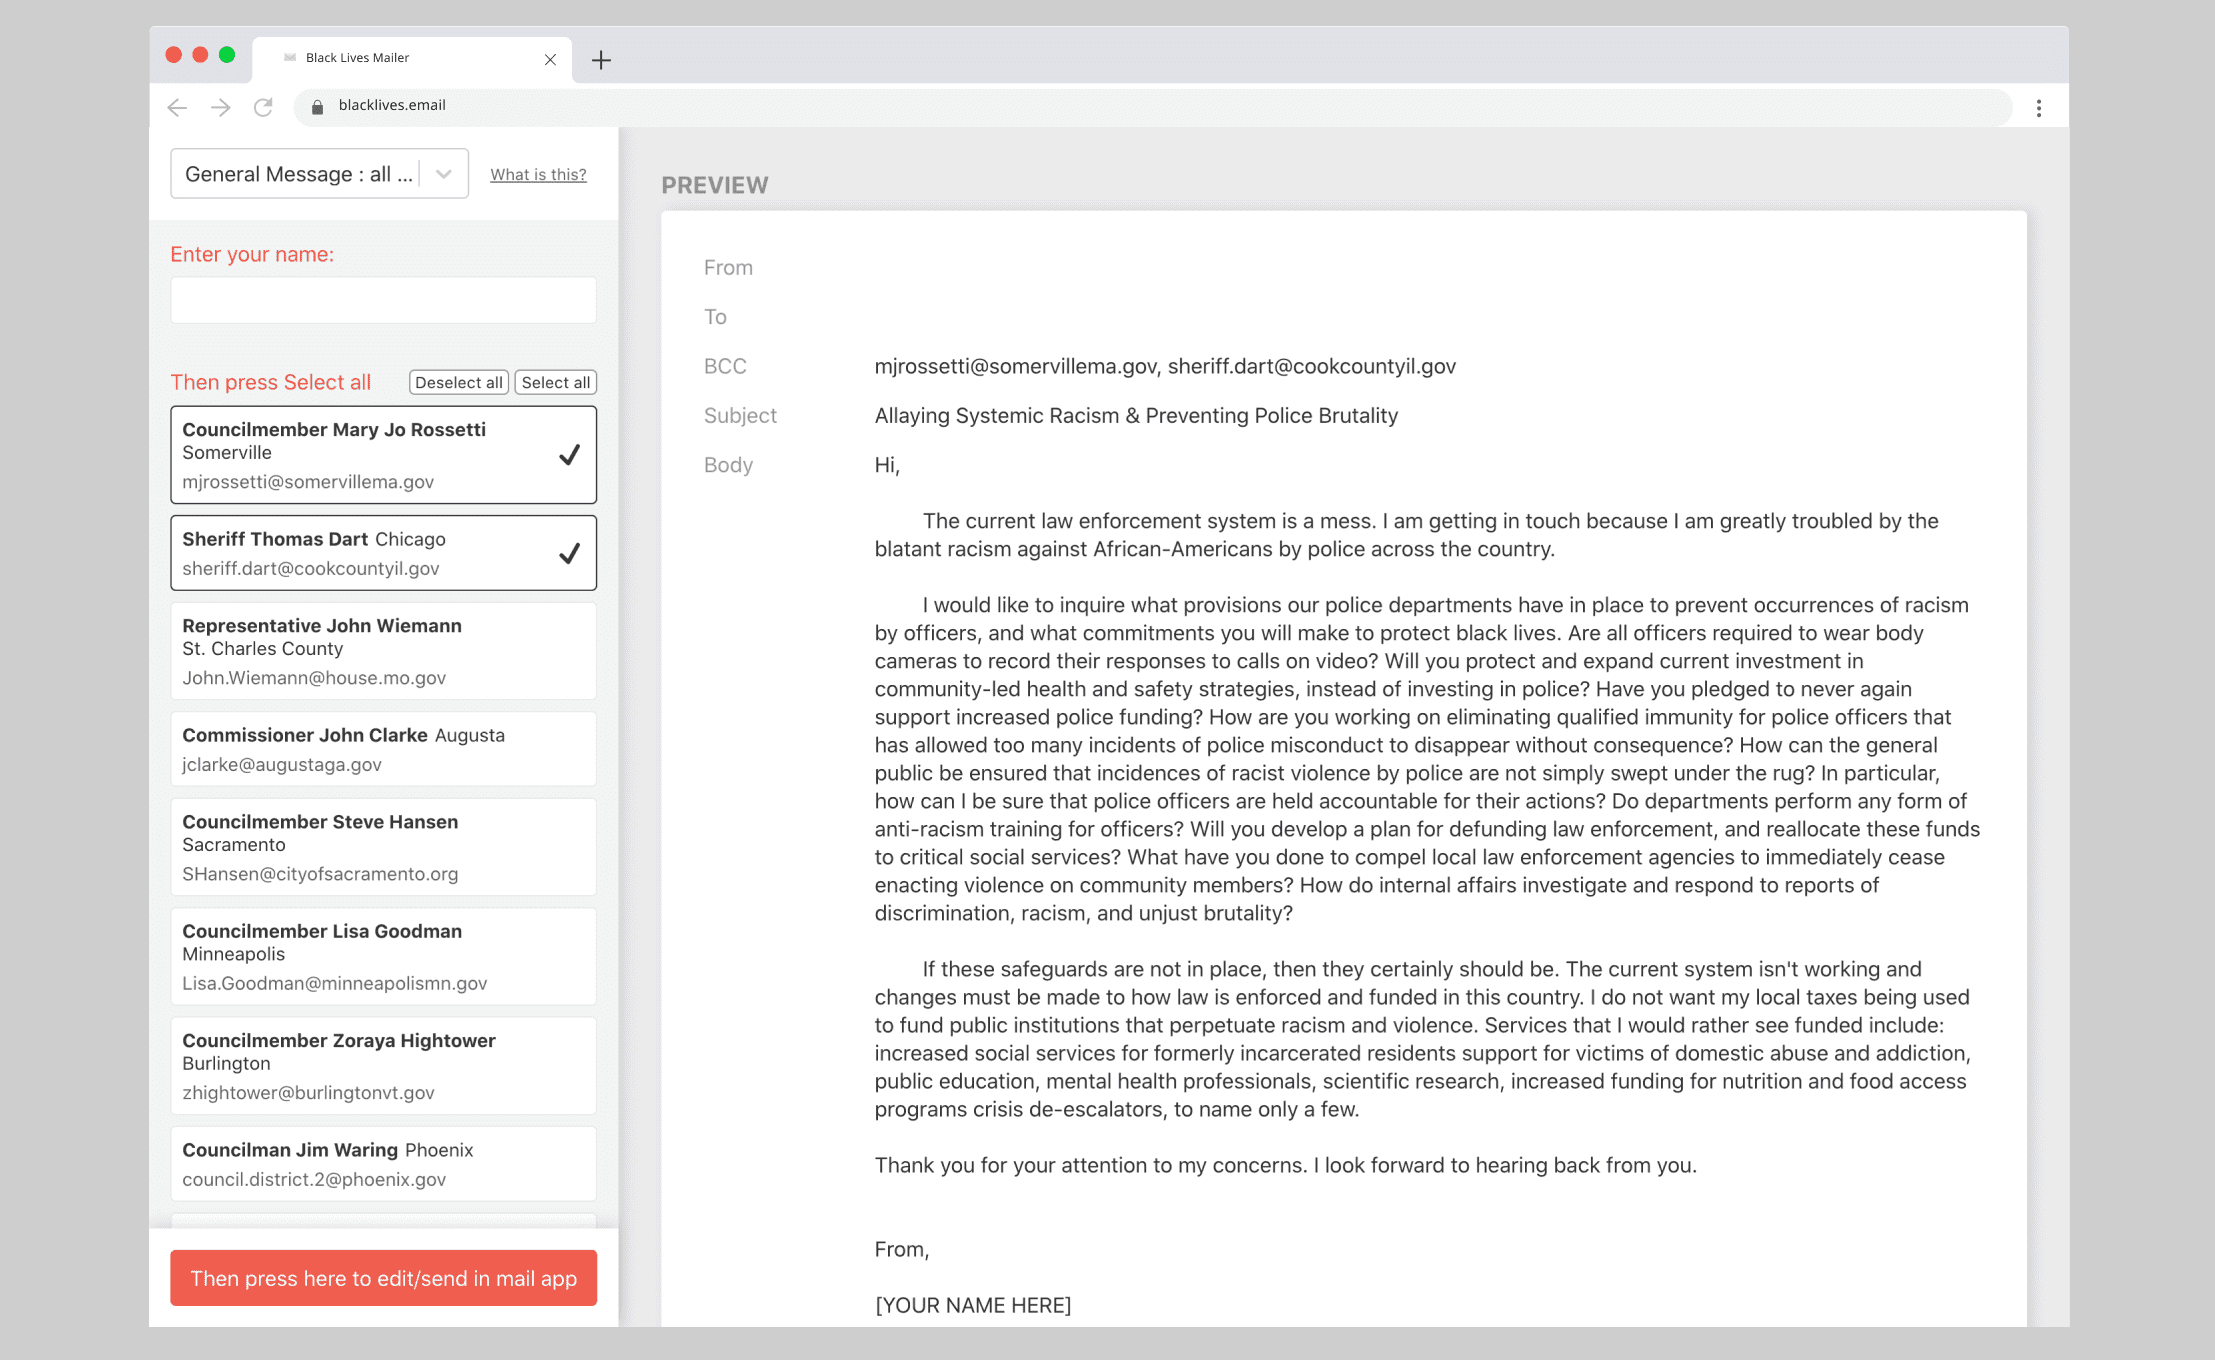 Black Lives Mailer
blacklives.email
General Message : all ...
What is this?
Enter your name:
Then press Select all
Deselect all
Select all
Councilmember Mary Jo Rossetti
Somerville
mjrossetti@somervillema.gov
Sheriff Thomas Dart Chicago
sheriff.dart@cookcountyil.gov
Representative John Wiemann
St. Charles County
John.Wiemann@house.mo.gov
Commissioner John Clarke Augusta
jclarke@augustaga.gov
Councilmember Steve Hansen
Sacramento
SHansen@cityofsacramento.org
Councilmember Lisa Goodman
Minneapolis
Lisa.Goodman@minneapolismn.gov
Councilmember Zoraya Hightower
Burlington
zhightower@burlingtonvt.gov
Councilman Jim Waring Phoenix
council.district.2@phoenix.gov
Then press here to edit/send in mail app
PREVIEW
From
To
BCC mjrossetti@somervillema.gov, sheriff.dart@cookcountyil.gov
Subject Allaying Systemic Racism & Preventing Police Brutality
Body Hi,
The current law enforcement system is a mess. I am getting in touch because I am greatly troubled by the
blatant racism against African-Americans by police across the country.
I would like to inquire what provisions our police departments have in place to prevent occurrences of racism
by officers, and what commitments you will make to protect black lives. Are all officers required to wear body
cameras to record their responses to calls on video? Will you protect and expand current investment in
community-led health and safety strategies, instead of investing in police? Have you pledged to never again
support increased police funding? How are you working on eliminating qualified immunity for police officers that
has allowed too many incidents of police misconduct to disappear without consequence? How can the general
public be ensured that incidences of racist violence by police are not simply swept under the rug? In particular,
how can I be sure that police officers are held accountable for their actions? Do departments perform any form of
anti-racism training for officers? Will you develop a plan for defunding law enforcement, and reallocate these funds
to critical social services? What have you done to compel local law enforcement agencies to immediately cease
enacting violence on community members? How do internal affairs investigate and respond to reports of
discrimination, racism, and unjust brutality?
If these safeguards are not in place, then they certainly should be. The current system isn't working and
changes must be made to how law is enforced and funded in this country. I do not want my local taxes being used
to fund public institutions that perpetuate racism and violence. Services that I would rather see funded include:
increased social services for formerly incarcerated residents support for victims of domestic abuse and addiction,
public education, mental health professionals, scientific research, increased funding for nutrition and food access
programs crisis de-escalators, to name only a few.
Thank you for your attention to my concerns. I look forward to hearing back from you.
From,
[YOUR NAME HERE]